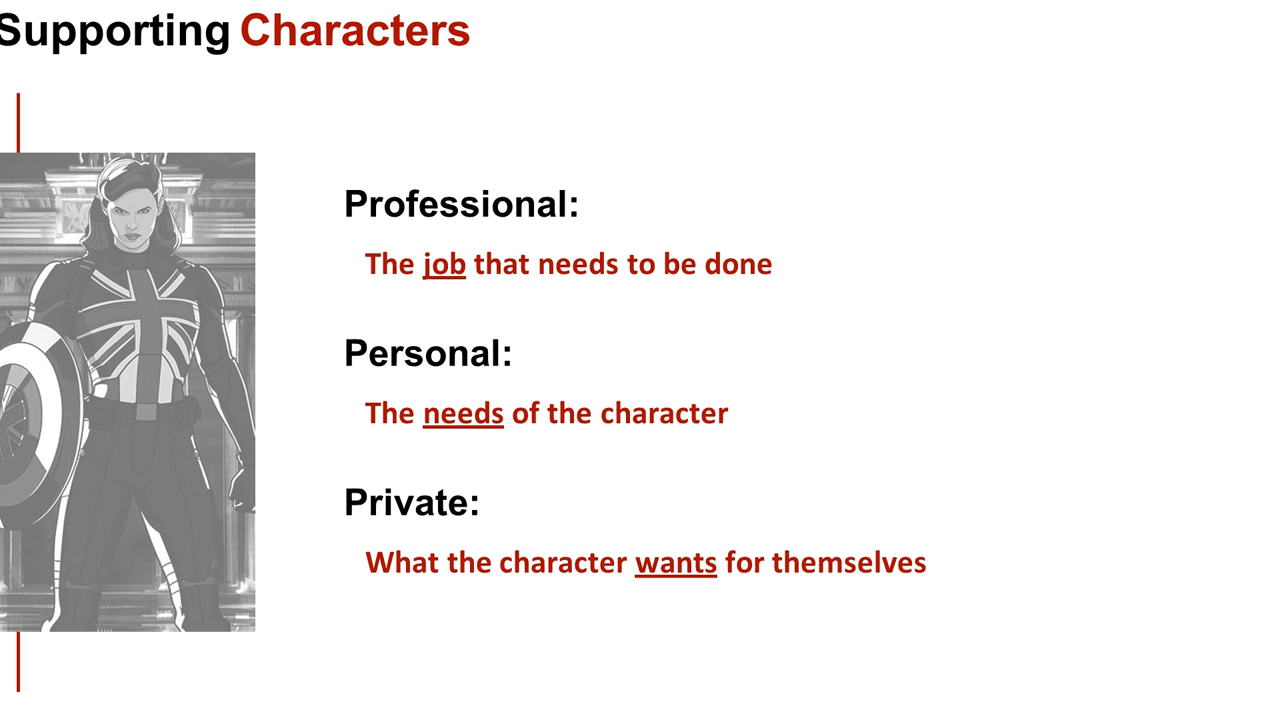 Supporting Characters
Professional:
The job that needs to be done
Personal:
The needs of the character
Private:
What the character wants for themselves